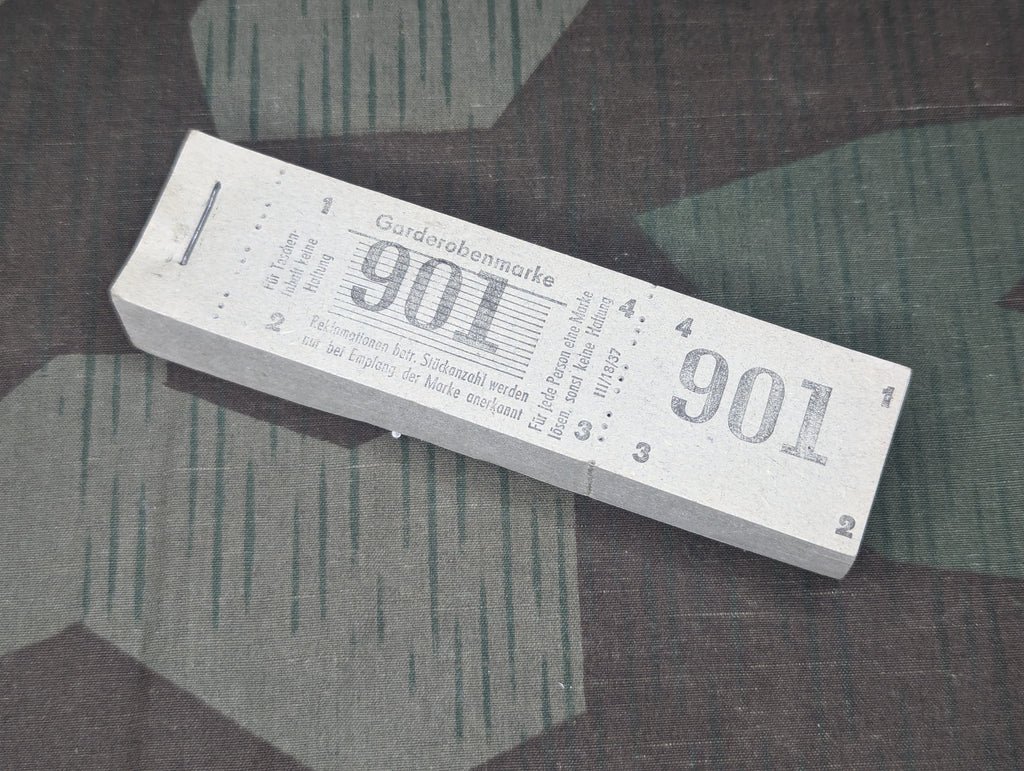 1
Für Taschen-
inhalt keine
Haftung
2
Garderobenmarke
901
Reklamationen betr. Stückanzahl werden
nur bei Empfang der Marke anerkannt
Für jede Person eine Marke
lösen, sonst keine Haftung
III/18/37
4
3
4
901
3
1
2